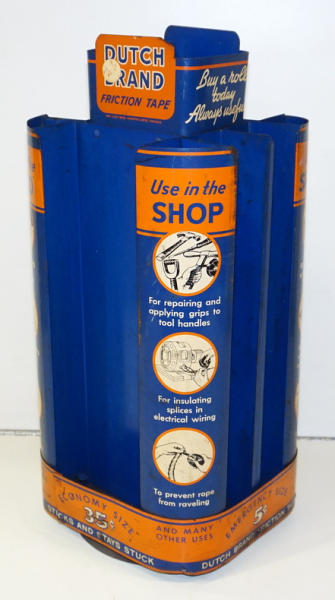 DUTCH
BRAND
FRICTION TAPE
Buy a roll
today
Always useful
Use in the
SHOP
For repairing and
applying grips to
tool handles
For insulating
splices in
electrical wiring
To prevent rope
from raveling
ECONOMY SIZE
35¢
STICKS AND STAYS STUCK
AND MANY
OTHER USES
EMERGENCY SIZE
5¢
DUTCH BRAND FRICTION